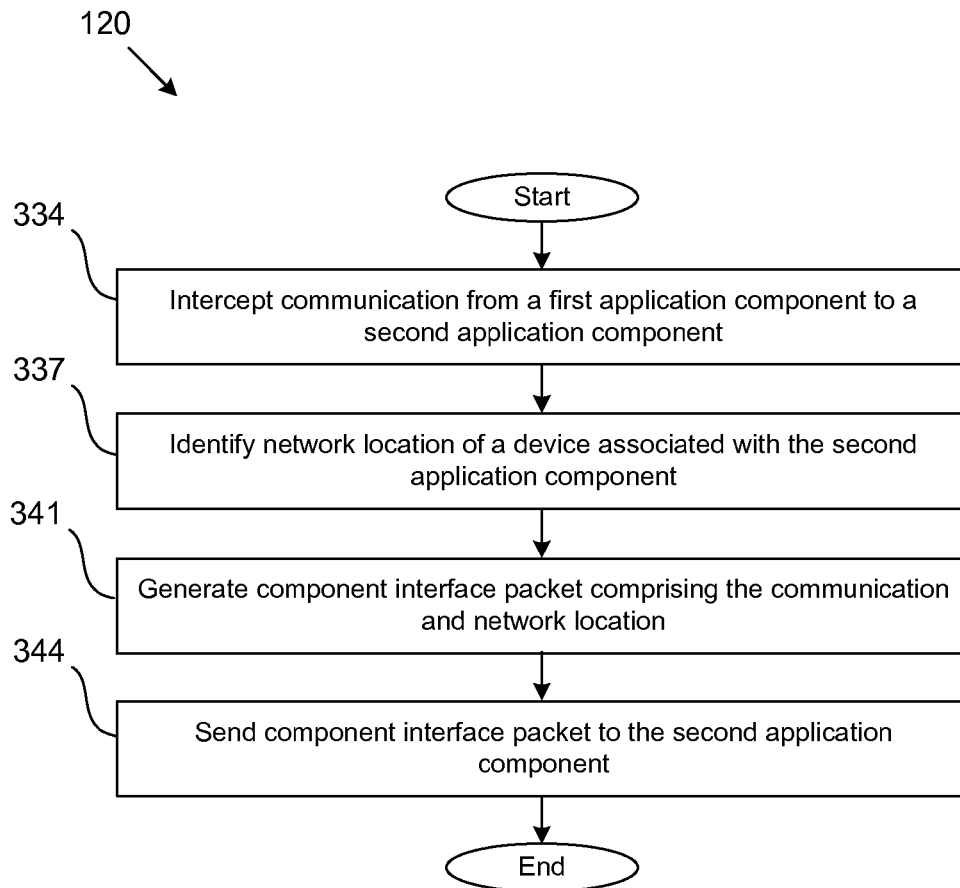 120
Start
334
Intercept communication from a first application component to a
second application component
337
Identify network location of a device associated with the second
application component
341
Generate component interface packet comprising the communication
and network location
344
Send component interface packet to the second application
component
End